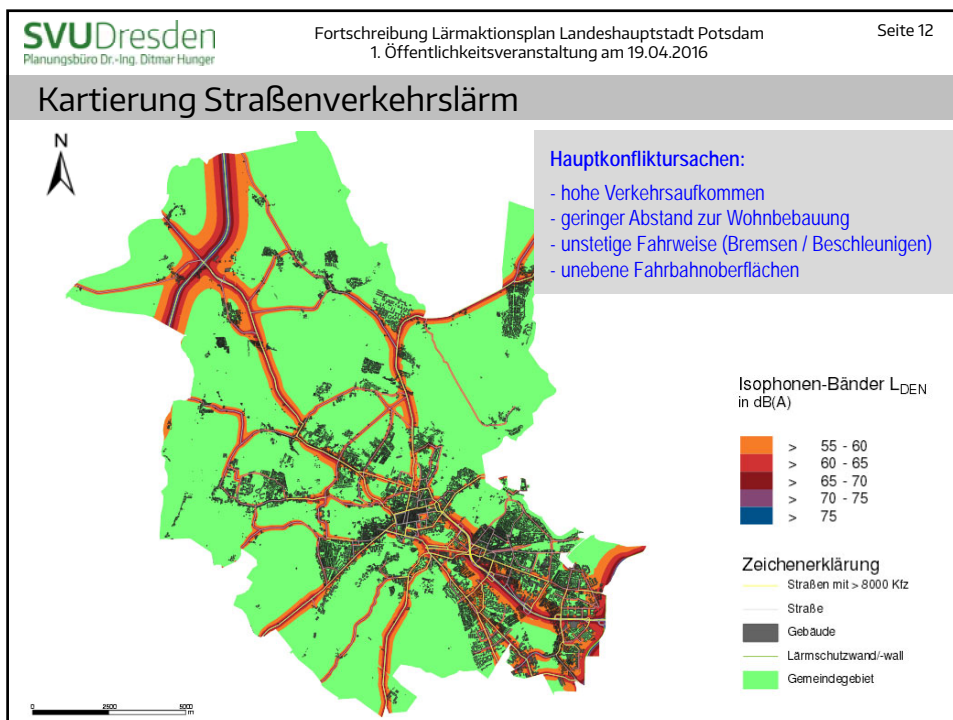 SVUDresden
Planungsbüro Dr.-Ing. Ditmar Hunger
Fortschreibung Lärmaktionsplan Landeshauptstadt Potsdam
1. Öffentlichkeitsveranstaltung am 19.04.2016
Seite 12
Kartierung Straßenverkehrslärm
N
Hauptkonfliktursachen:
- hohe Verkehrsaufkommen
- geringer Abstand zur Wohnbebauung
- unstetige Fahrweise (Bremsen / Beschleunigen)
- unebene Fahrbahnoberflächen
Isophonen-Bänder LDEN
in dB(A)
> 55 - 60
> 60 - 65
> 65 - 70
> 70 - 75
> 75
Zeichenerklärung
Straßen mit > 8000 Kfz
Straße
Gebäude
Lärmschutzwand/-wall
Gemeindegebiet
0 2500 5000
m